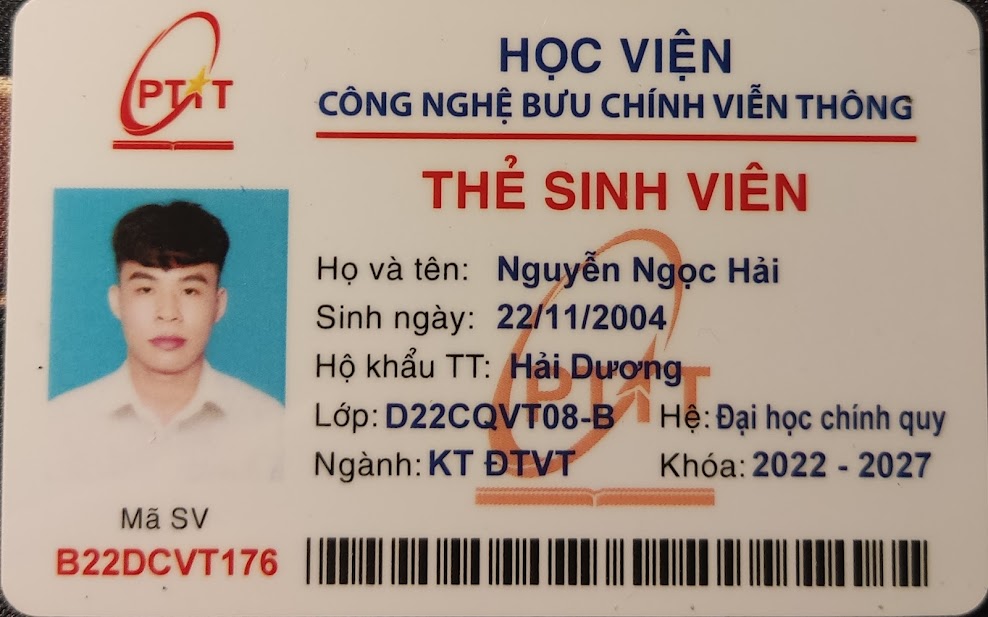 PTIT
HỌC VIỆN
CÔNG NGHỆ BƯU CHÍNH VIỄN THÔNG
THẺ SINH VIÊN
Họ và tên: Nguyễn Ngọc Hải
Sinh ngày: 22/11/2004
Hộ khẩu TT: Hải Dương
Lớp: D22CQVT08-B Hệ: Đại học chính quy
Ngành: KT ĐTVT Khóa: 2022 - 2027
PTIT
Mã SV
B22DCVT176